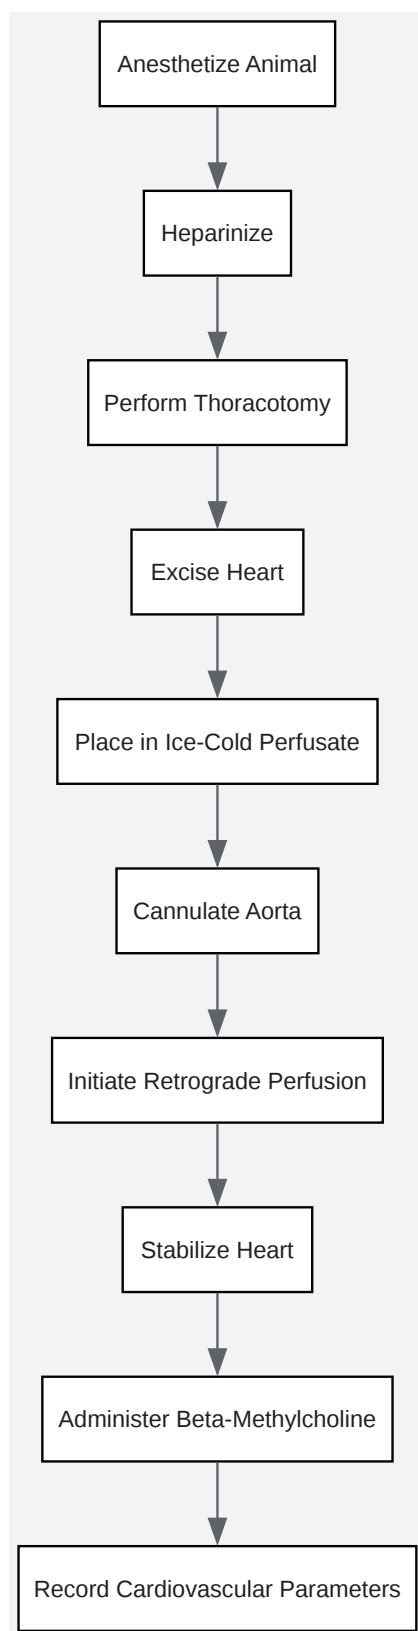 Anesthetize Animal
Heparinize
Perform Thoracotomy
Excise Heart
Place in Ice-Cold Perfusate
Cannulate Aorta
Initiate Retrograde Perfusion
Stabilize Heart
Administer Beta-Methylcholine
Record Cardiovascular Parameters